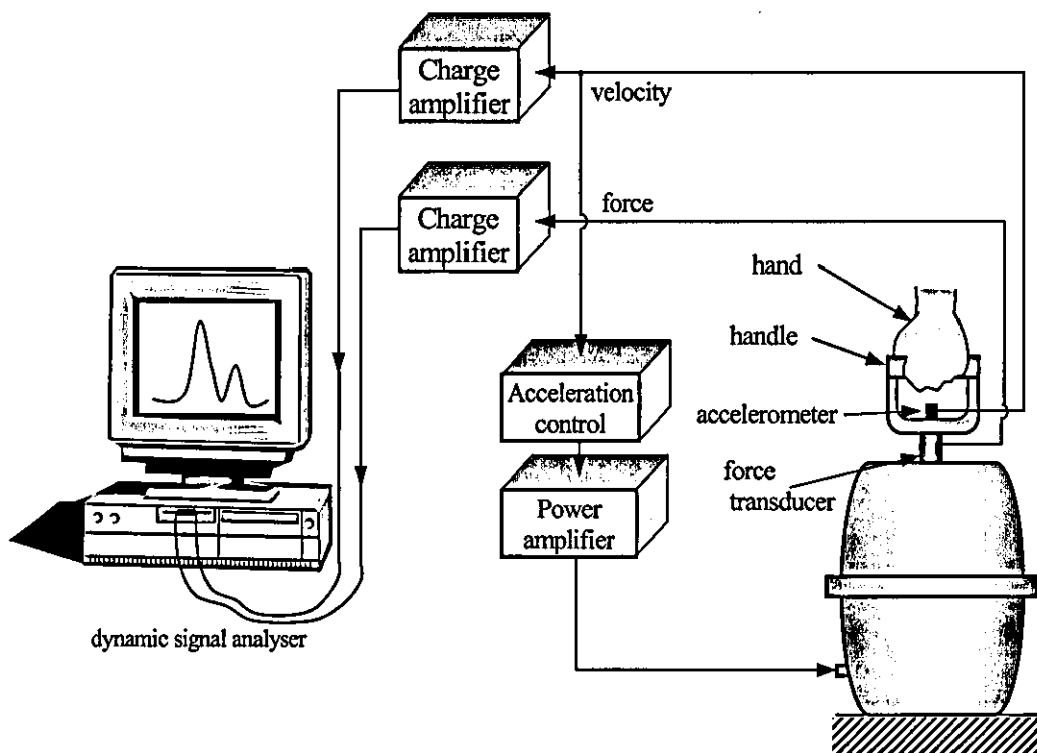 Charge
amplifier
velocity
Charge
amplifier
force
hand
handle
accelerometer
force
transducer
Acceleration
control
Power
amplifier
dynamic signal analyser